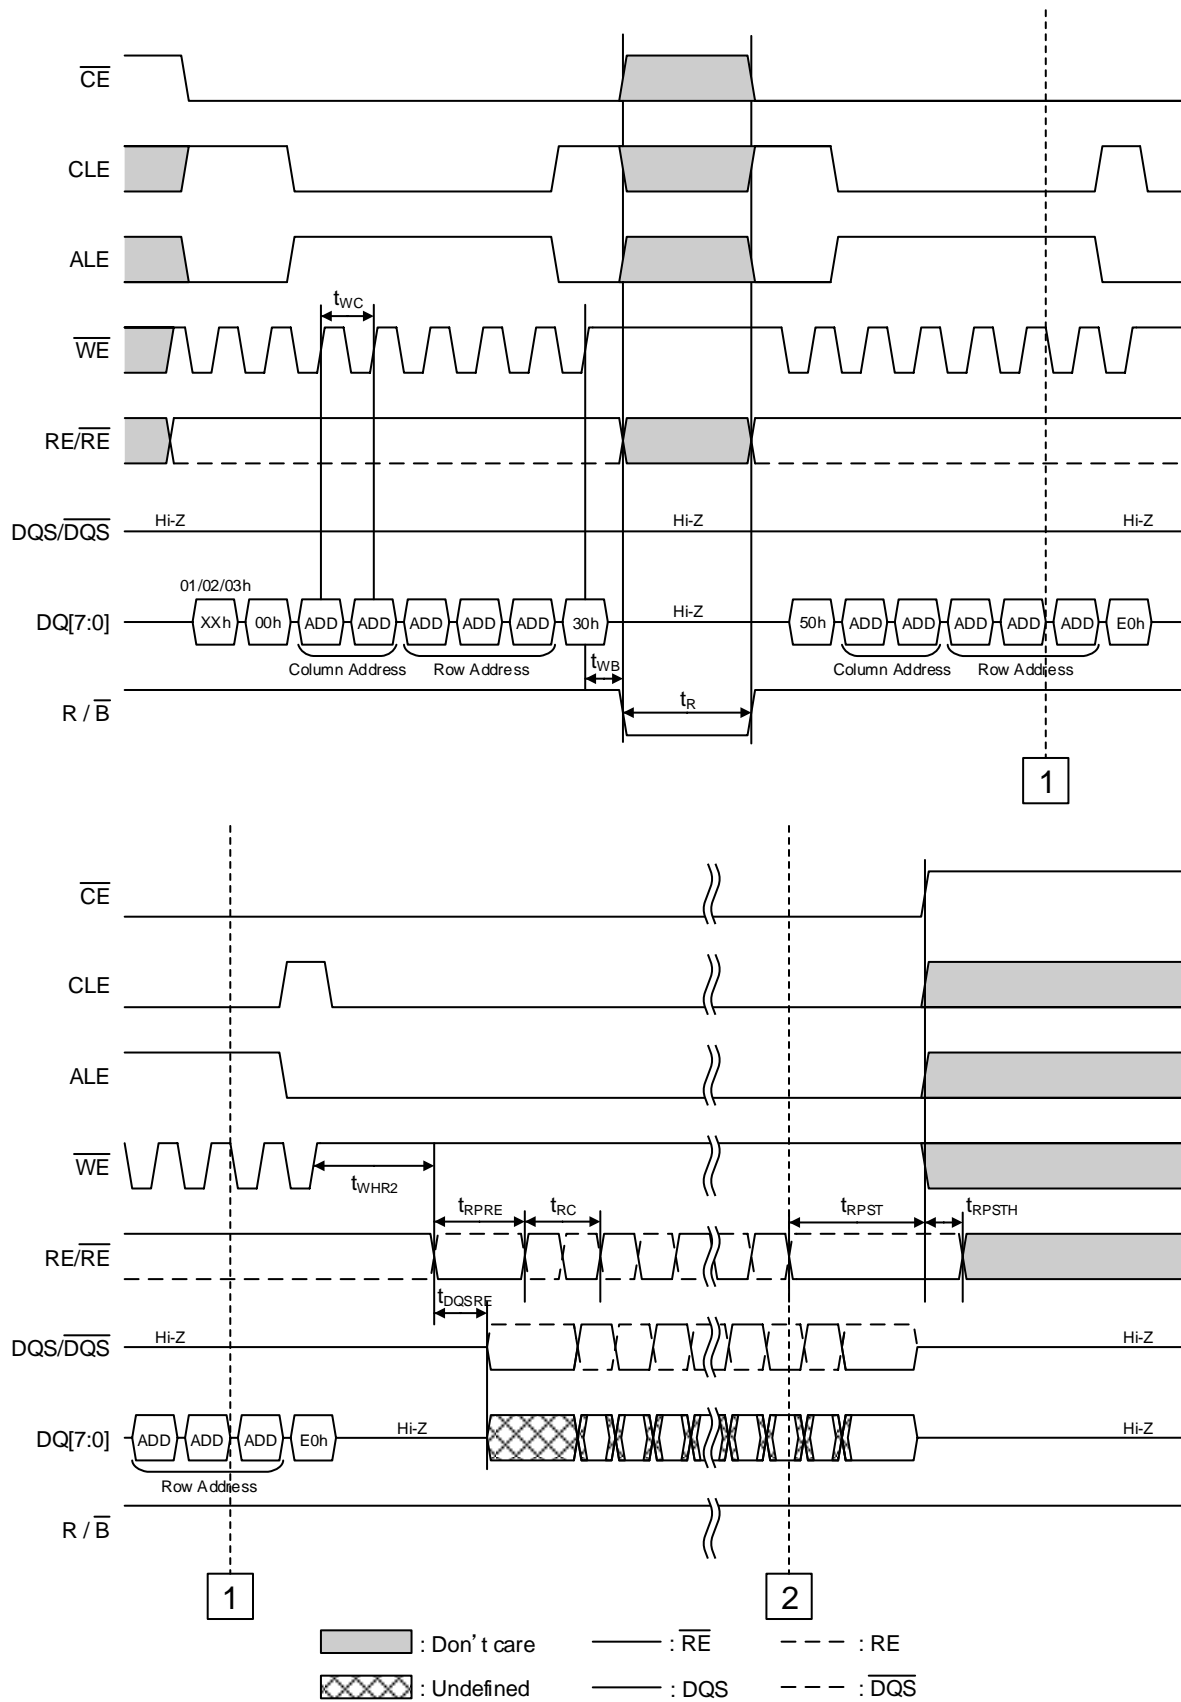 CE
CLE
ALE
tWC
WE
RE/RE
Hi-Z Hi-Z Hi-Z
DQS/DQS
01/02/03h
DQ[7:0] XXh 00h ADD ADD ADD ADD ADD 30h Hi-Z 50h ADD ADD ADD ADD ADD E0h
Column Address Row Address tWB Column Address Row Address
R / B tR
1
CE
CLE
ALE
WE
tWHR2
tRPRE tRC tRPST tRPSTH
RE/RE
tDQSRE
DQS/DQS Hi-Z Hi-Z
DQ[7:0] ADD ADD ADD E0h Hi-Z Hi-Z
Row Address
R / B
1 2
: Don't care : RE : RE
: Undefined : DQS : DQS